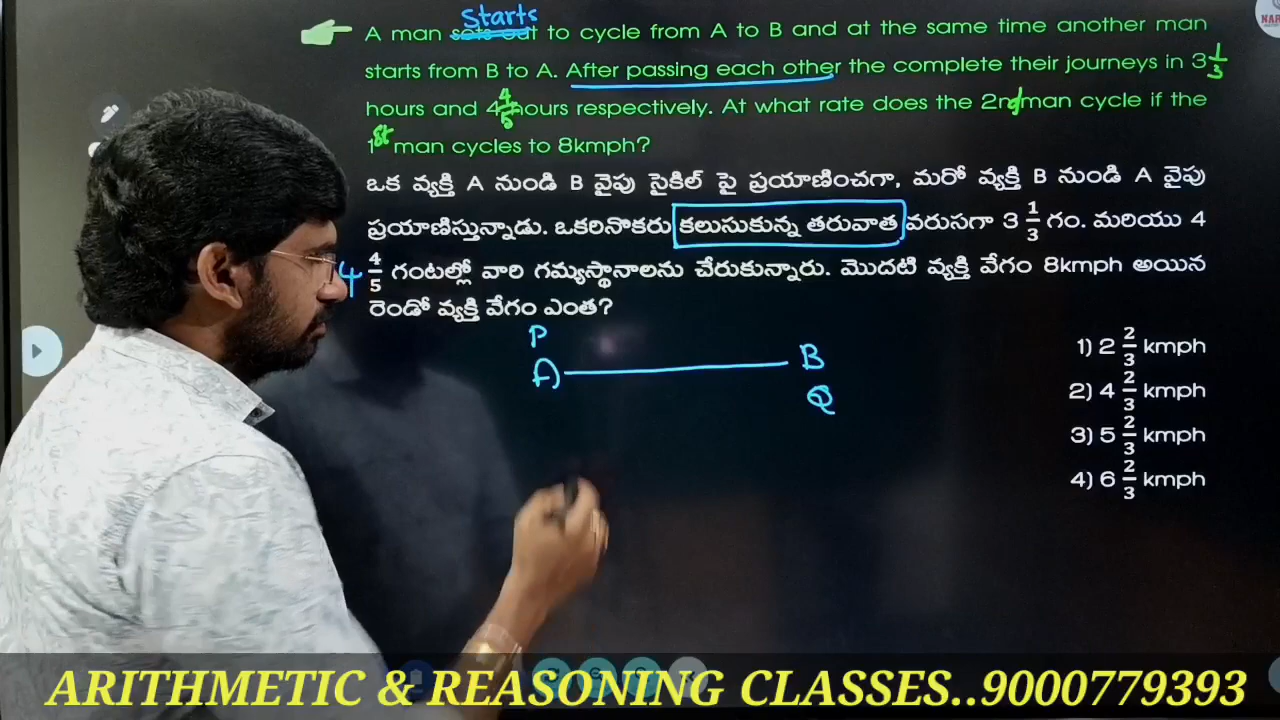 Starts
A man sets out to cycle from A to B and at the same time another man
starts from B to A. After passing each other the complete their journeys in 3 1/3
hours and 4 4/5 hours respectively. At what rate does the 2nd man cycle if the
1st man cycles to 8kmph?
ఒక వ్యక్తి A నుండి B వైపు సైకిల్ పై ప్రయాణించగా, మరో వ్యక్తి B నుండి A వైపు
ప్రయాణిస్తున్నాడు. ఒకరినొకరు కలుసుకున్న తరువాత వరుసగా 3 1/3 గం. మరియు 4
4 4/5 గంటల్లో వారి గమ్యస్థానాలను చేరుకున్నారు. మొదటి వ్యక్తి వేగం 8kmph అయిన
రెండో వ్యక్తి వేగం ఎంత?
P
A B
Q
1) 2 2/3 kmph
2) 4 2/3 kmph
3) 5 2/3 kmph
4) 6 2/3 kmph
ARITHMETIC & REASONING CLASSES..9000779393